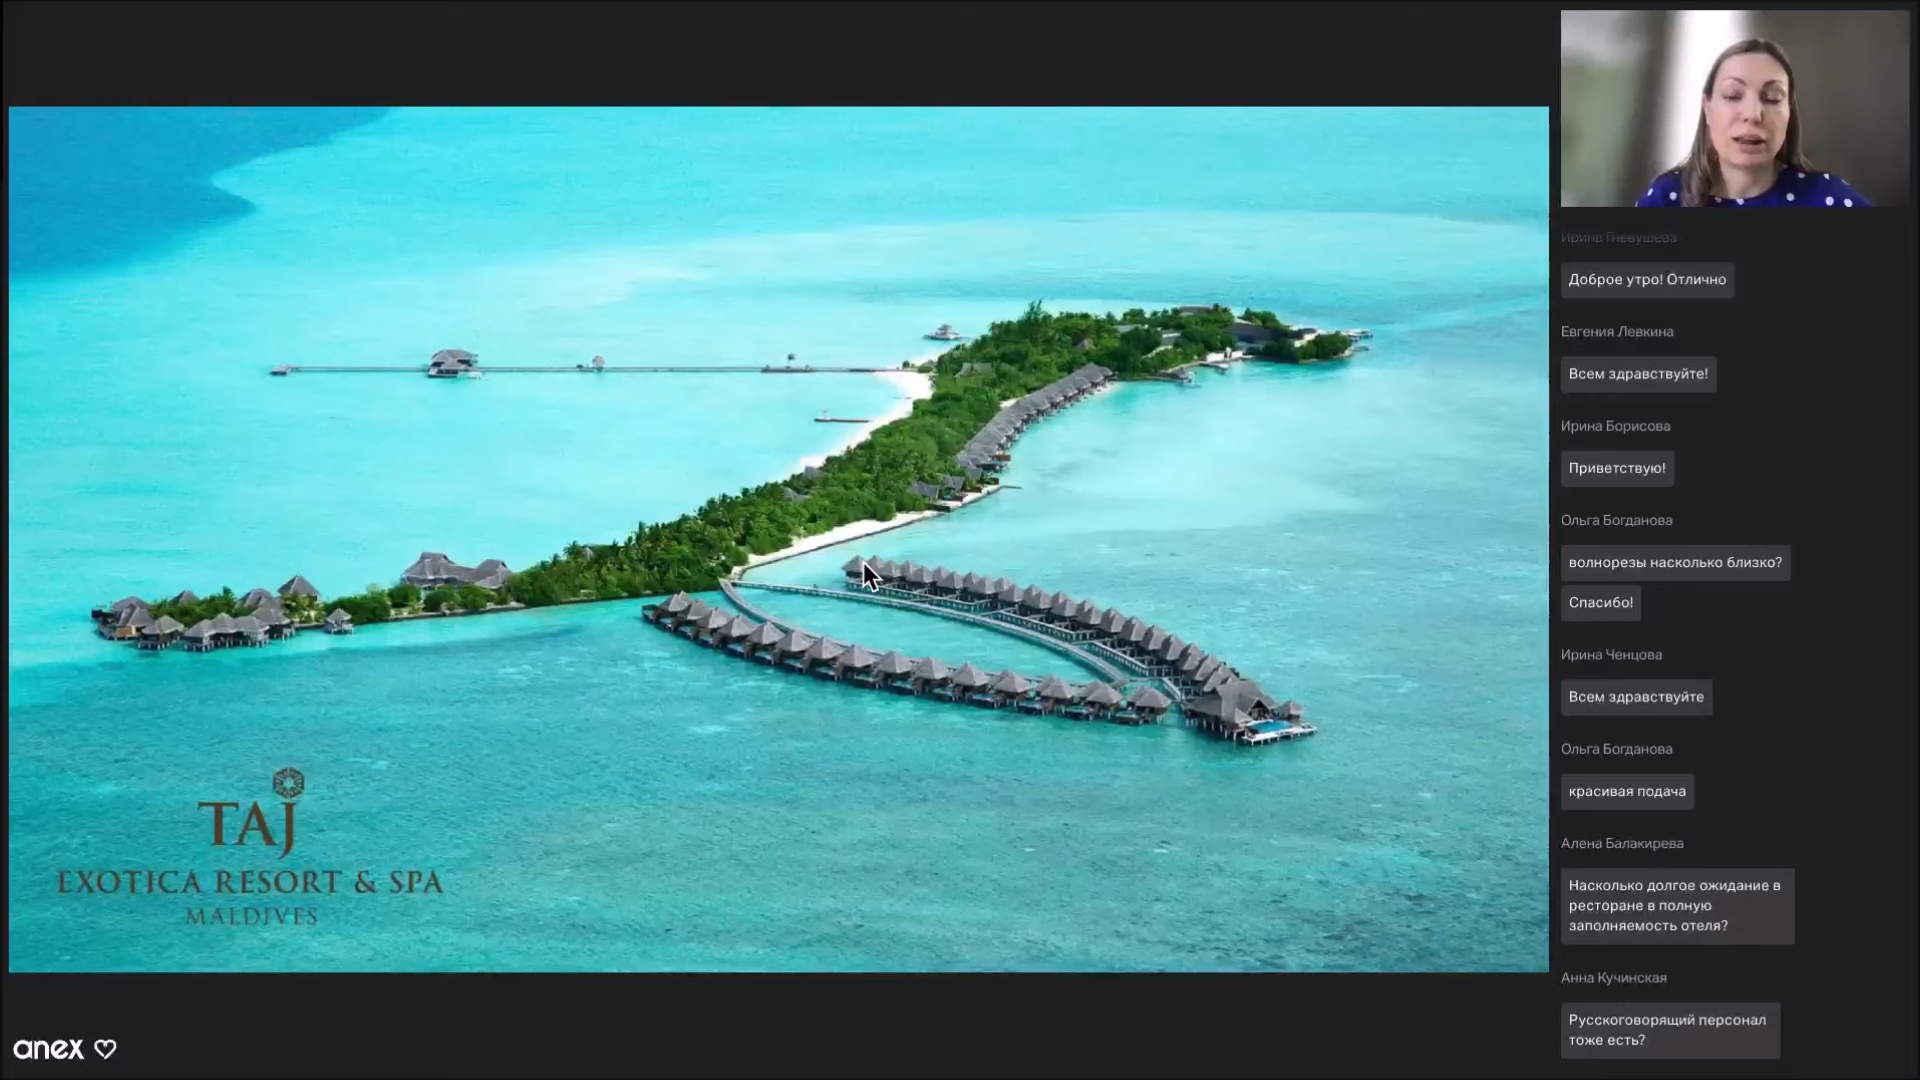 TAJ
EXOTICA RESORT & SPA
MALDIVES
anex
Ирина Гневушева
Доброе утро! Отлично
Евгения Левкина
Всем здравствуйте!
Ирина Борисова
Приветствую!
Ольга Богданова
волнорезы насколько близко?
Спасибо!
Ирина Ченцова
Всем здравствуйте
Ольга Богданова
красивая подача
Алена Балакирева
Насколько долгое ожидание в
ресторане в полную
заполняемость отеля?
Анна Кучинская
Русскоговорящий персонал
тоже есть?